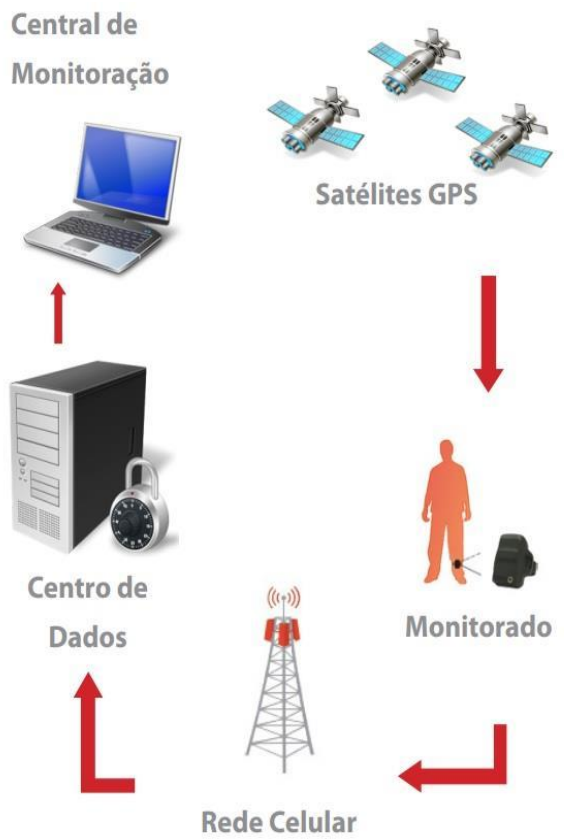 Central de
Monitoração
Satélites GPS
Centro de
Dados
Monitorado
Rede Celular